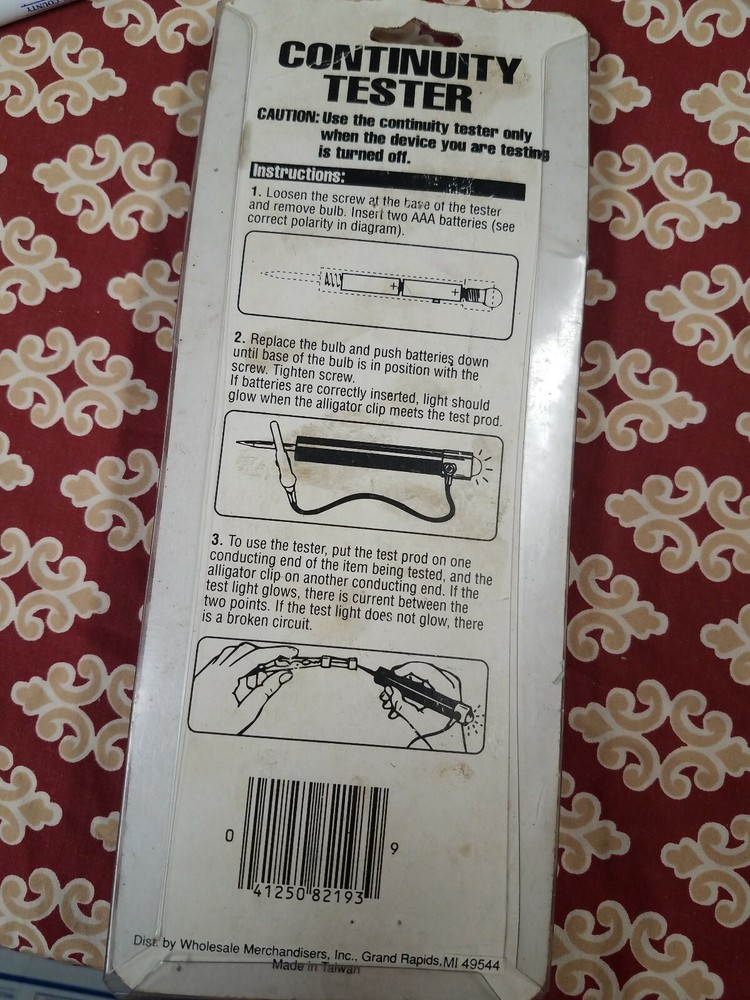 COUNTY
CONTINUITY
TESTER
CAUTION: Use the continuity tester only
when the device you are testing
is turned off.
Instructions:
1. Loosen the screw at the base of the tester
and remove bulb. Insert two AAA batteries (see
correct polarity in diagram).
+
+
2. Replace the bulb and push batteries down
until base of the bulb is in position with the
screw. Tighten screw.
If batteries are correctly inserted, light should
glow when the alligator clip meets the test prod.
3. To use the tester, put the test prod on one
conducting end of the item being tested, and the
alligator clip on another conducting end. If the
test light glows, there is current between the
two points. If the test light does not glow, there
is a broken circuit.
0 41250 82193 9
Dist. by Wholesale Merchandisers, Inc., Grand Rapids, MI 49544
Made in Taiwan